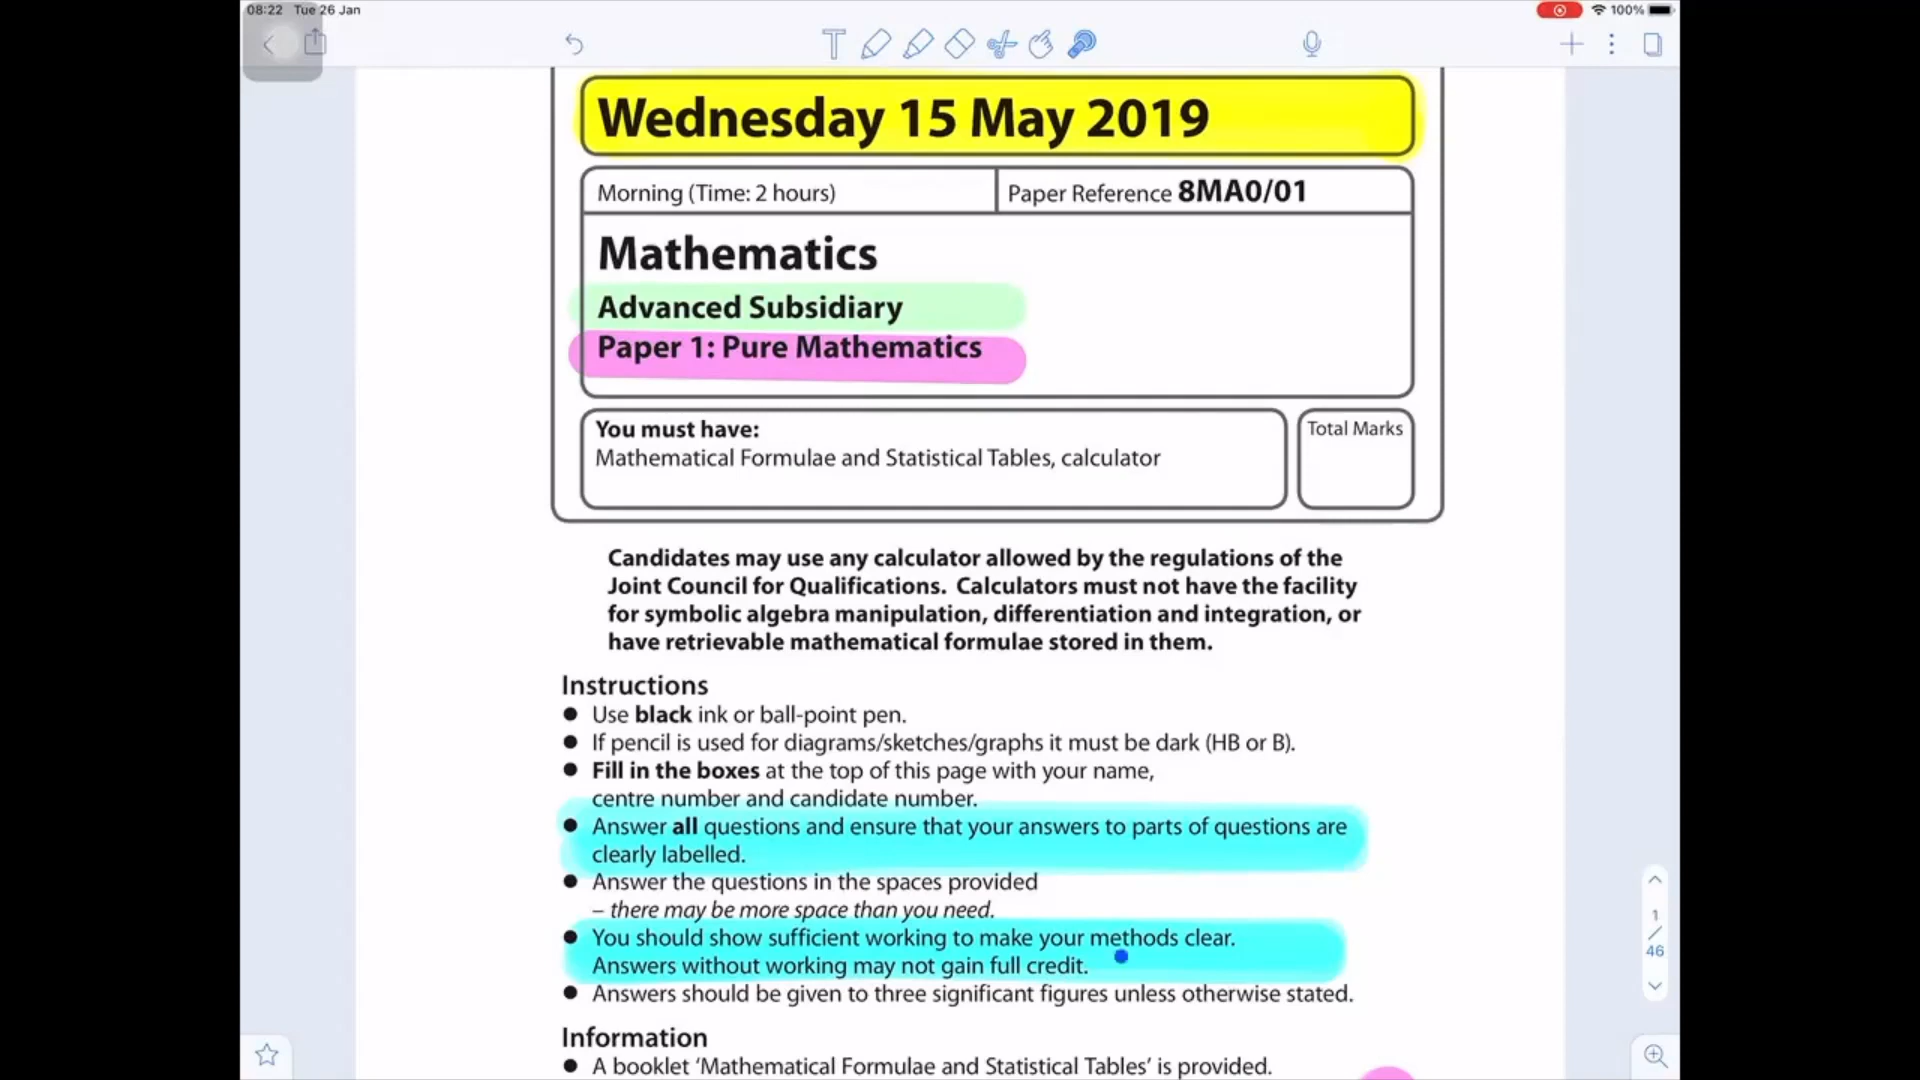 08:22 Tue 26 Jan
100%
Wednesday 15 May 2019
Morning (Time: 2 hours)
Paper Reference 8MA0/01
Mathematics
Advanced Subsidiary
Paper 1: Pure Mathematics
You must have:
Mathematical Formulae and Statistical Tables, calculator
Total Marks
Candidates may use any calculator allowed by the regulations of the
Joint Council for Qualifications. Calculators must not have the facility
for symbolic algebra manipulation, differentiation and integration, or
have retrievable mathematical formulae stored in them.
Instructions
● Use black ink or ball-point pen.
● If pencil is used for diagrams/sketches/graphs it must be dark (HB or B).
● Fill in the boxes at the top of this page with your name,
centre number and candidate number.
● Answer all questions and ensure that your answers to parts of questions are
clearly labelled.
● Answer the questions in the spaces provided
– there may be more space than you need.
● You should show sufficient working to make your methods clear.
Answers without working may not gain full credit.
● Answers should be given to three significant figures unless otherwise stated.
Information
● A booklet ‘Mathematical Formulae and Statistical Tables’ is provided.
1
/
46